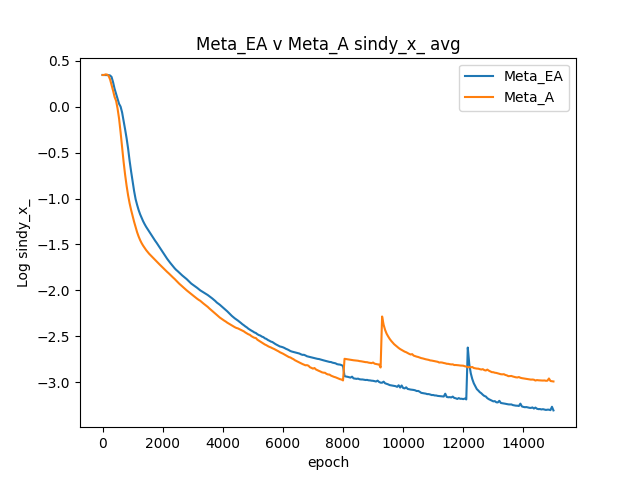 Meta_EA v Meta_A sindy_x_ avg
Meta_EA
Meta_A
Log sindy_x_
0.5
0.0
−0.5
−1.0
−1.5
−2.0
−2.5
−3.0
0 2000 4000 6000 8000 10000 12000 14000
epoch